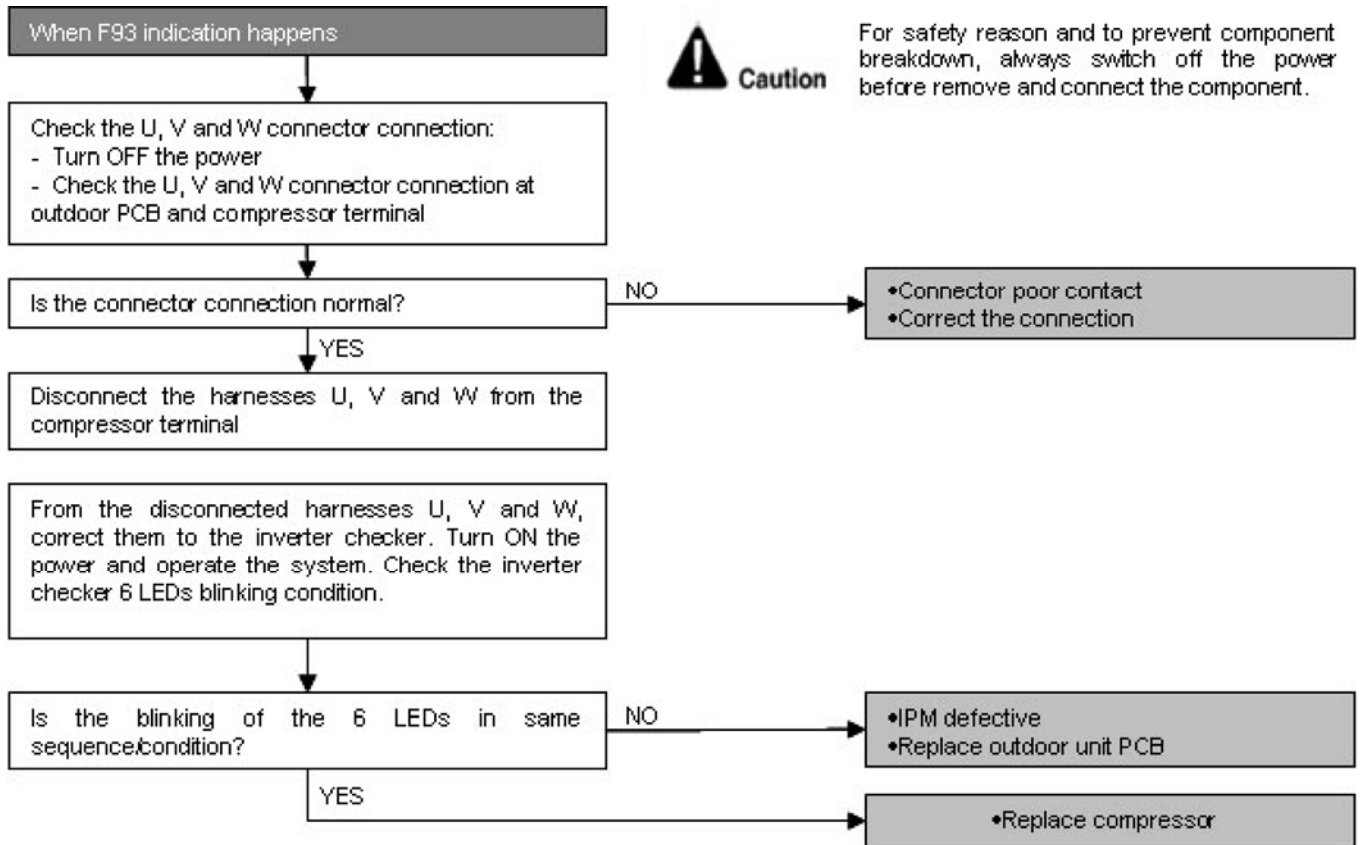 When F93 indication happens
Caution
For safety reason and to prevent component
breakdown, always switch off the power
before remove and connect the component.
Check the U, V and W connector connection:
- Turn OFF the power
- Check the U, V and W connector connection at
outdoor PCB and compressor terminal
Is the connector connection normal?
NO
•Connector poor contact
•Correct the connection
YES
Disconnect the harnesses U, V and W from the
compressor terminal
From the disconnected harnesses U, V and W,
correct them to the inverter checker. Turn ON the
power and operate the system. Check the inverter
checker 6 LEDs blinking condition.
Is the blinking of the 6 LEDs in same
sequence/condition?
NO
•IPM defective
•Replace outdoor unit PCB
YES
•Replace compressor